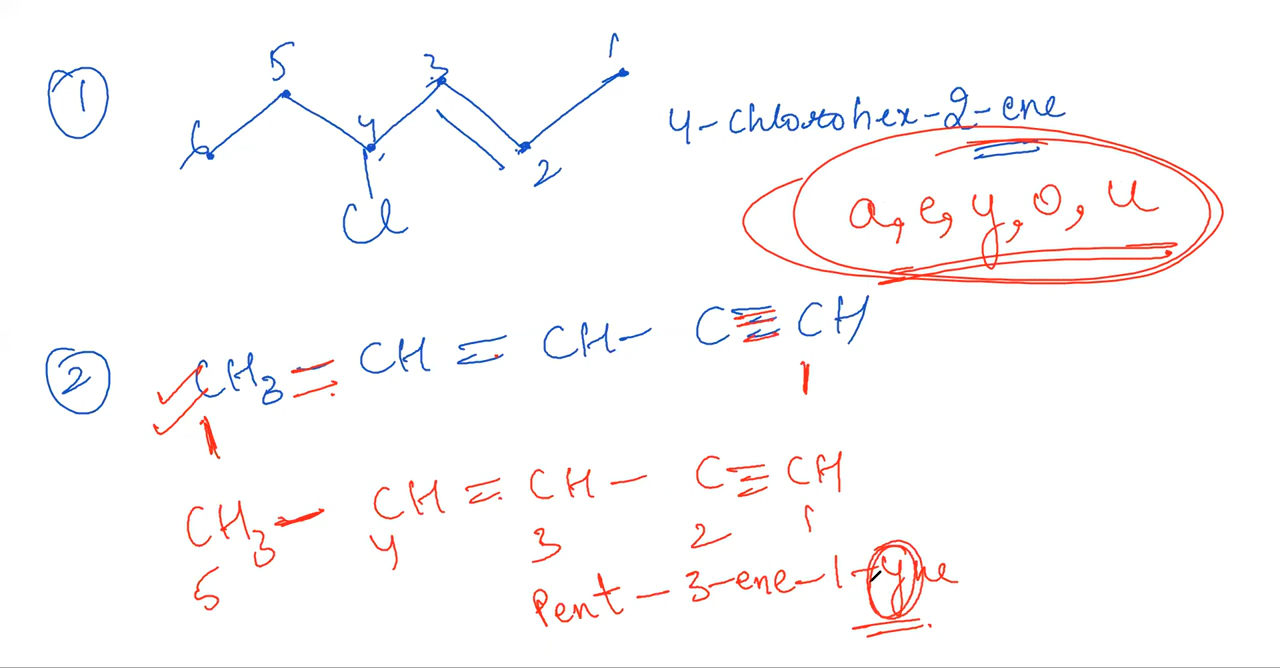 1
5 3 1
6 4 2
Cl
4-chlorohex-2-ene
a, e, y, o, u
2
CH3 = CH = CH - C ≡ CH
1 1
CH3 - CH = CH - C ≡ CH
5 4 3 2 1
Pent - 3-ene-1-yne